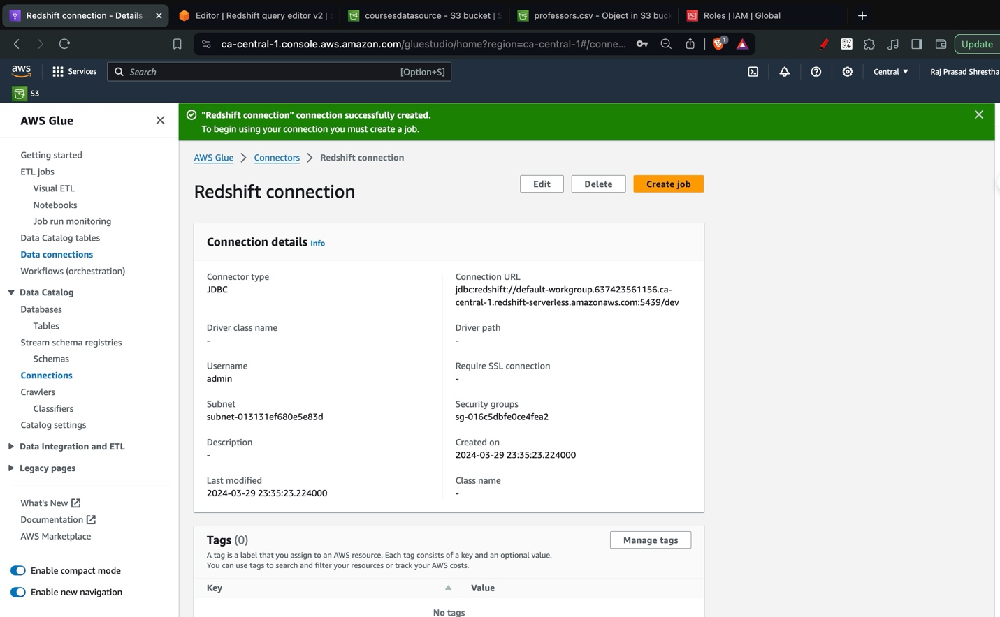 Redshift connection - Details
Editor | Redshift query editor v2 |
coursesdatasource - S3 bucket | S
professors.csv - Object in S3 buck
Roles | IAM | Global
ca-central-1.console.aws.amazon.com/gluestudio/home?region=ca-central-1#/conne...
1
Update
aws
Services
Search
[Option+S]
Central
Raj Prasad Shrestha
S3
AWS Glue
Getting started
ETL jobs
Visual ETL
Notebooks
Job run monitoring
Data Catalog tables
Data connections
Workflows (orchestration)
Data Catalog
Databases
Tables
Stream schema registries
Schemas
Connections
Crawlers
Classifiers
Catalog settings
Data Integration and ETL
Legacy pages
What's New
Documentation
AWS Marketplace
Enable compact mode
Enable new navigation
"Redshift connection" connection successfully created.
To begin using your connection you must create a job.
AWS Glue > Connectors > Redshift connection
Redshift connection
Edit
Delete
Create job
Connection details Info
Connector type
JDBC
Connection URL
jdbc:redshift://default-workgroup.637423561156.ca-
central-1.redshift-serverless.amazonaws.com:5439/dev
Driver class name
-
Driver path
-
Username
admin
Require SSL connection
-
Subnet
subnet-013131ef680e5e83d
Security groups
sg-016c5dbfe0ce4fea2
Description
-
Created on
2024-03-29 23:35:23.224000
Last modified
2024-03-29 23:35:23.224000
Class name
-
Tags (0)
Manage tags
A tag is a label that you assign to an AWS resource. Each tag consists of a key and an optional value.
You can use tags to search and filter your resources or track your AWS costs.
Key
Value
No tags